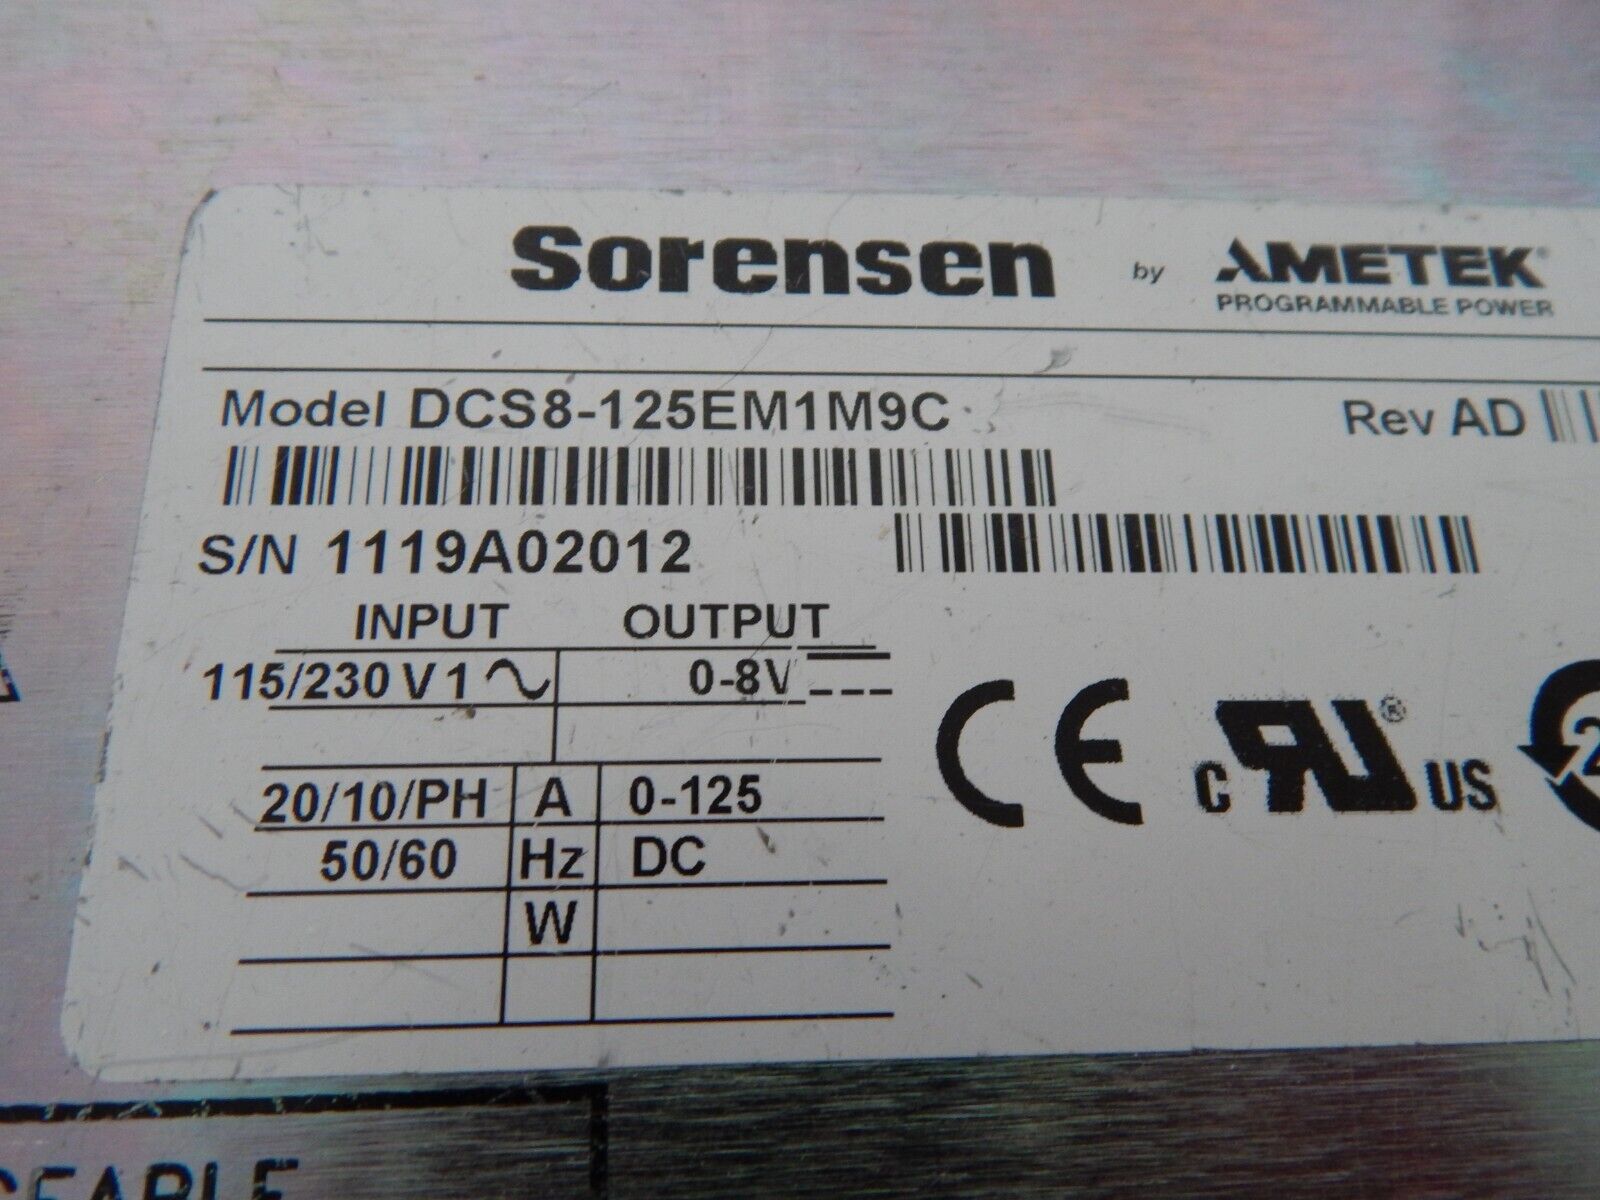 Sorensen by AMETEK®
PROGRAMMABLE POWER
Model DCS8-125EM1M9C Rev AD
S/N 1119A02012
INPUT OUTPUT
115/230 V 1 0-8V
20/10/PH A 0-125
50/60 Hz DC
W
CE C RU® US